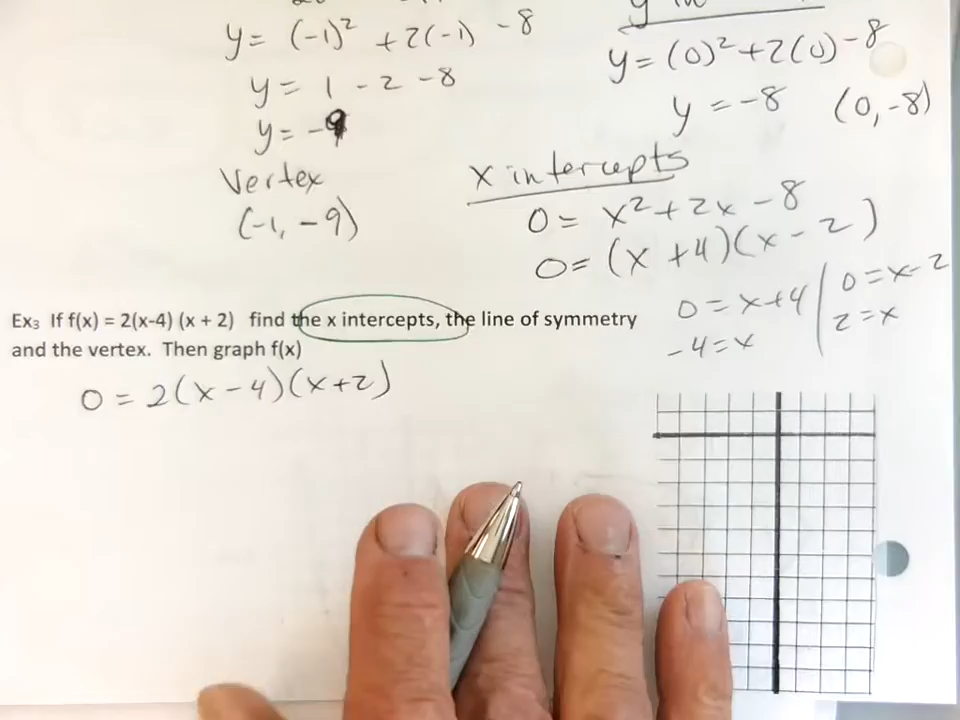 y = (-1)² + 2(-1) - 8
y = 1 - 2 - 8
y = -9
Vertex
(-1, -9)
y = (0)² + 2(0) - 8
y = -8 (0, -8)
x intercepts
0 = x² + 2x - 8
0 = (x + 4)(x - 2)
0 = x + 4 | 0 = x - 2
-4 = x | 2 = x
Ex3 If f(x) = 2(x-4) (x + 2) find the x intercepts, the line of symmetry
and the vertex. Then graph f(x)
0 = 2(x - 4)(x + 2)